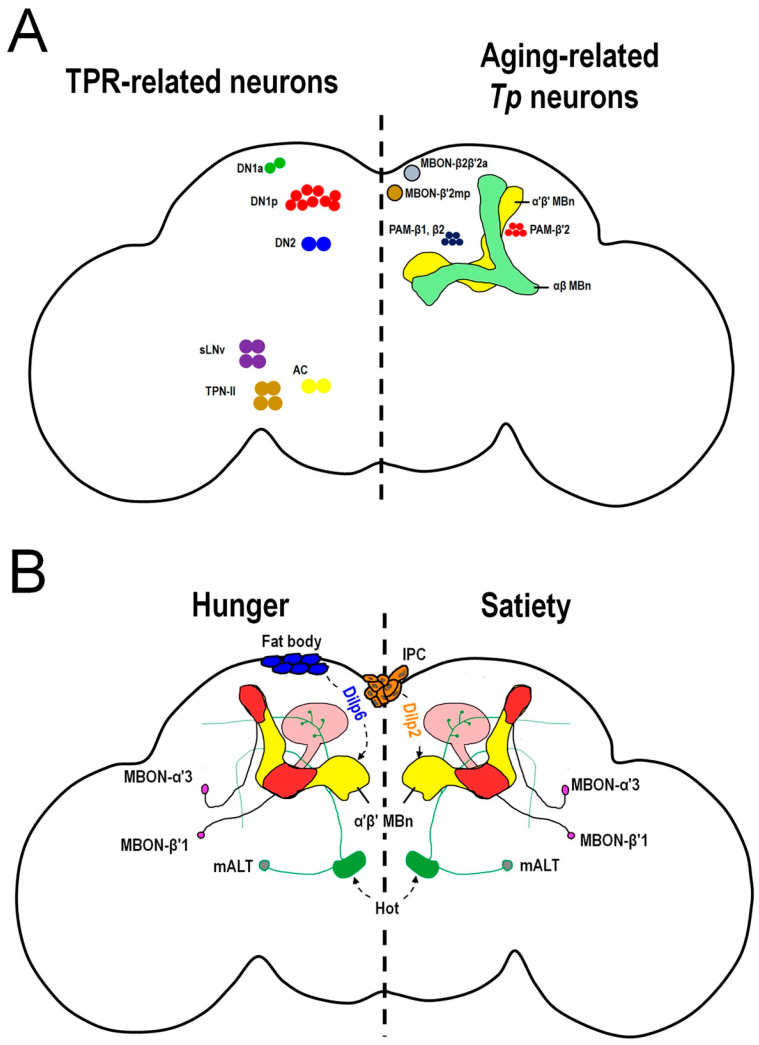 A
TPR-related neurons
Aging-related
Tp neurons
DN1a
DN1p
DN2
sLNv
AC
TPN-II
MBON-β2β'2a
MBON-β'2mp
α'β' MBn
PAM-β1, β2
PAM-β'2
αβ MBn
B
Hunger
Satiety
Fat body
IPC
Dilp6
Dilp2
MBON-α'3
MBON-α'3
α'β' MBn
MBON-β'1
MBON-β'1
mALT
mALT
Hot